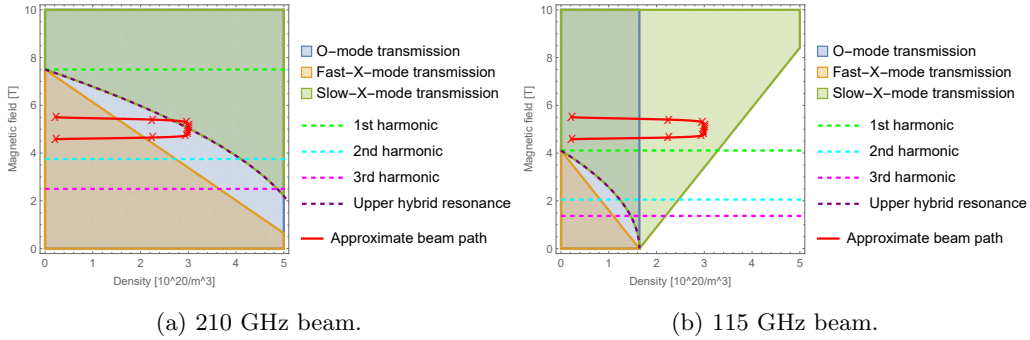 10
8
6
4
2
0
Magnetic field [T]
0 1 2 3 4 5
Density [10^20/m^3]
O-mode transmission
Fast-X-mode transmission
Slow-X-mode transmission
1st harmonic
2nd harmonic
3rd harmonic
Upper hybrid resonance
Approximate beam path
(a) 210 GHz beam.
10
8
6
4
2
0
Magnetic field [T]
0 1 2 3 4 5
Density [10^20/m^3]
O-mode transmission
Fast-X-mode transmission
Slow-X-mode transmission
1st harmonic
2nd harmonic
3rd harmonic
Upper hybrid resonance
Approximate beam path
(b) 115 GHz beam.